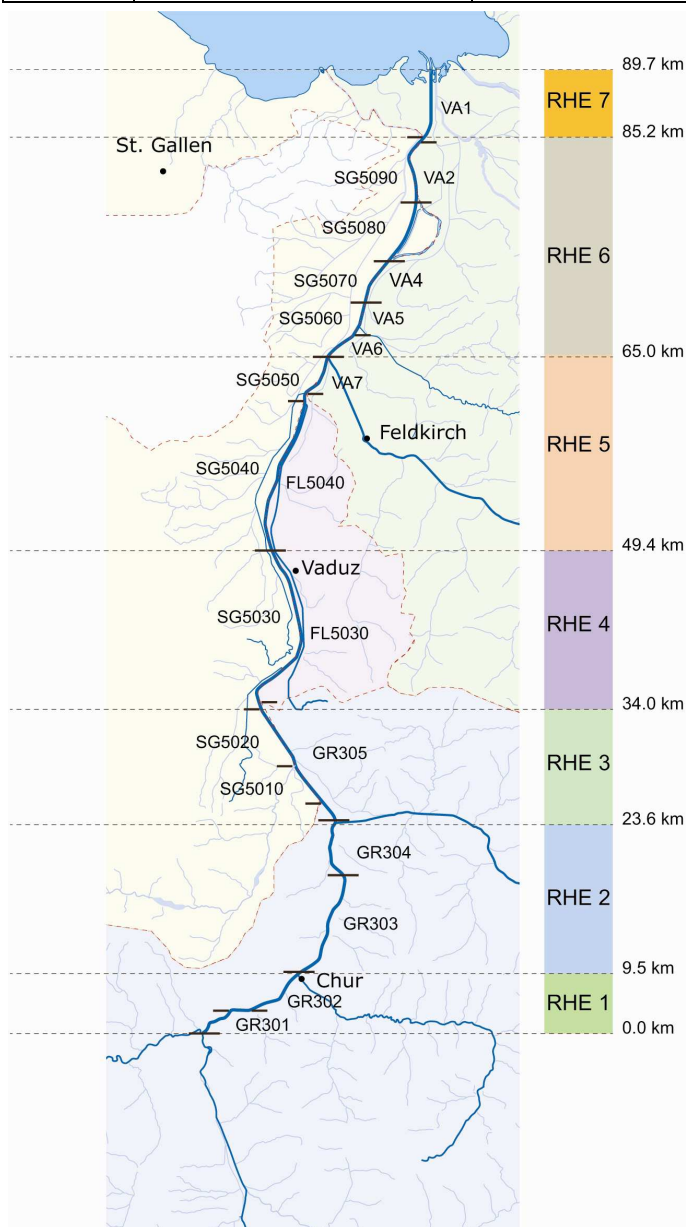 89.7 km
RHE 7
VA1
85.2 km
St. Gallen
SG5090
VA2
SG5080
RHE 6
SG5070
VA4
SG5060
VA5
VA6
65.0 km
SG5050
VA7
Feldkirch
RHE 5
SG5040
FL5040
49.4 km
Vaduz
SG5030
RHE 4
FL5030
34.0 km
SG5020
GR305
RHE 3
SG5010
23.6 km
GR304
RHE 2
GR303
9.5 km
Chur
GR302
RHE 1
GR301
0.0 km